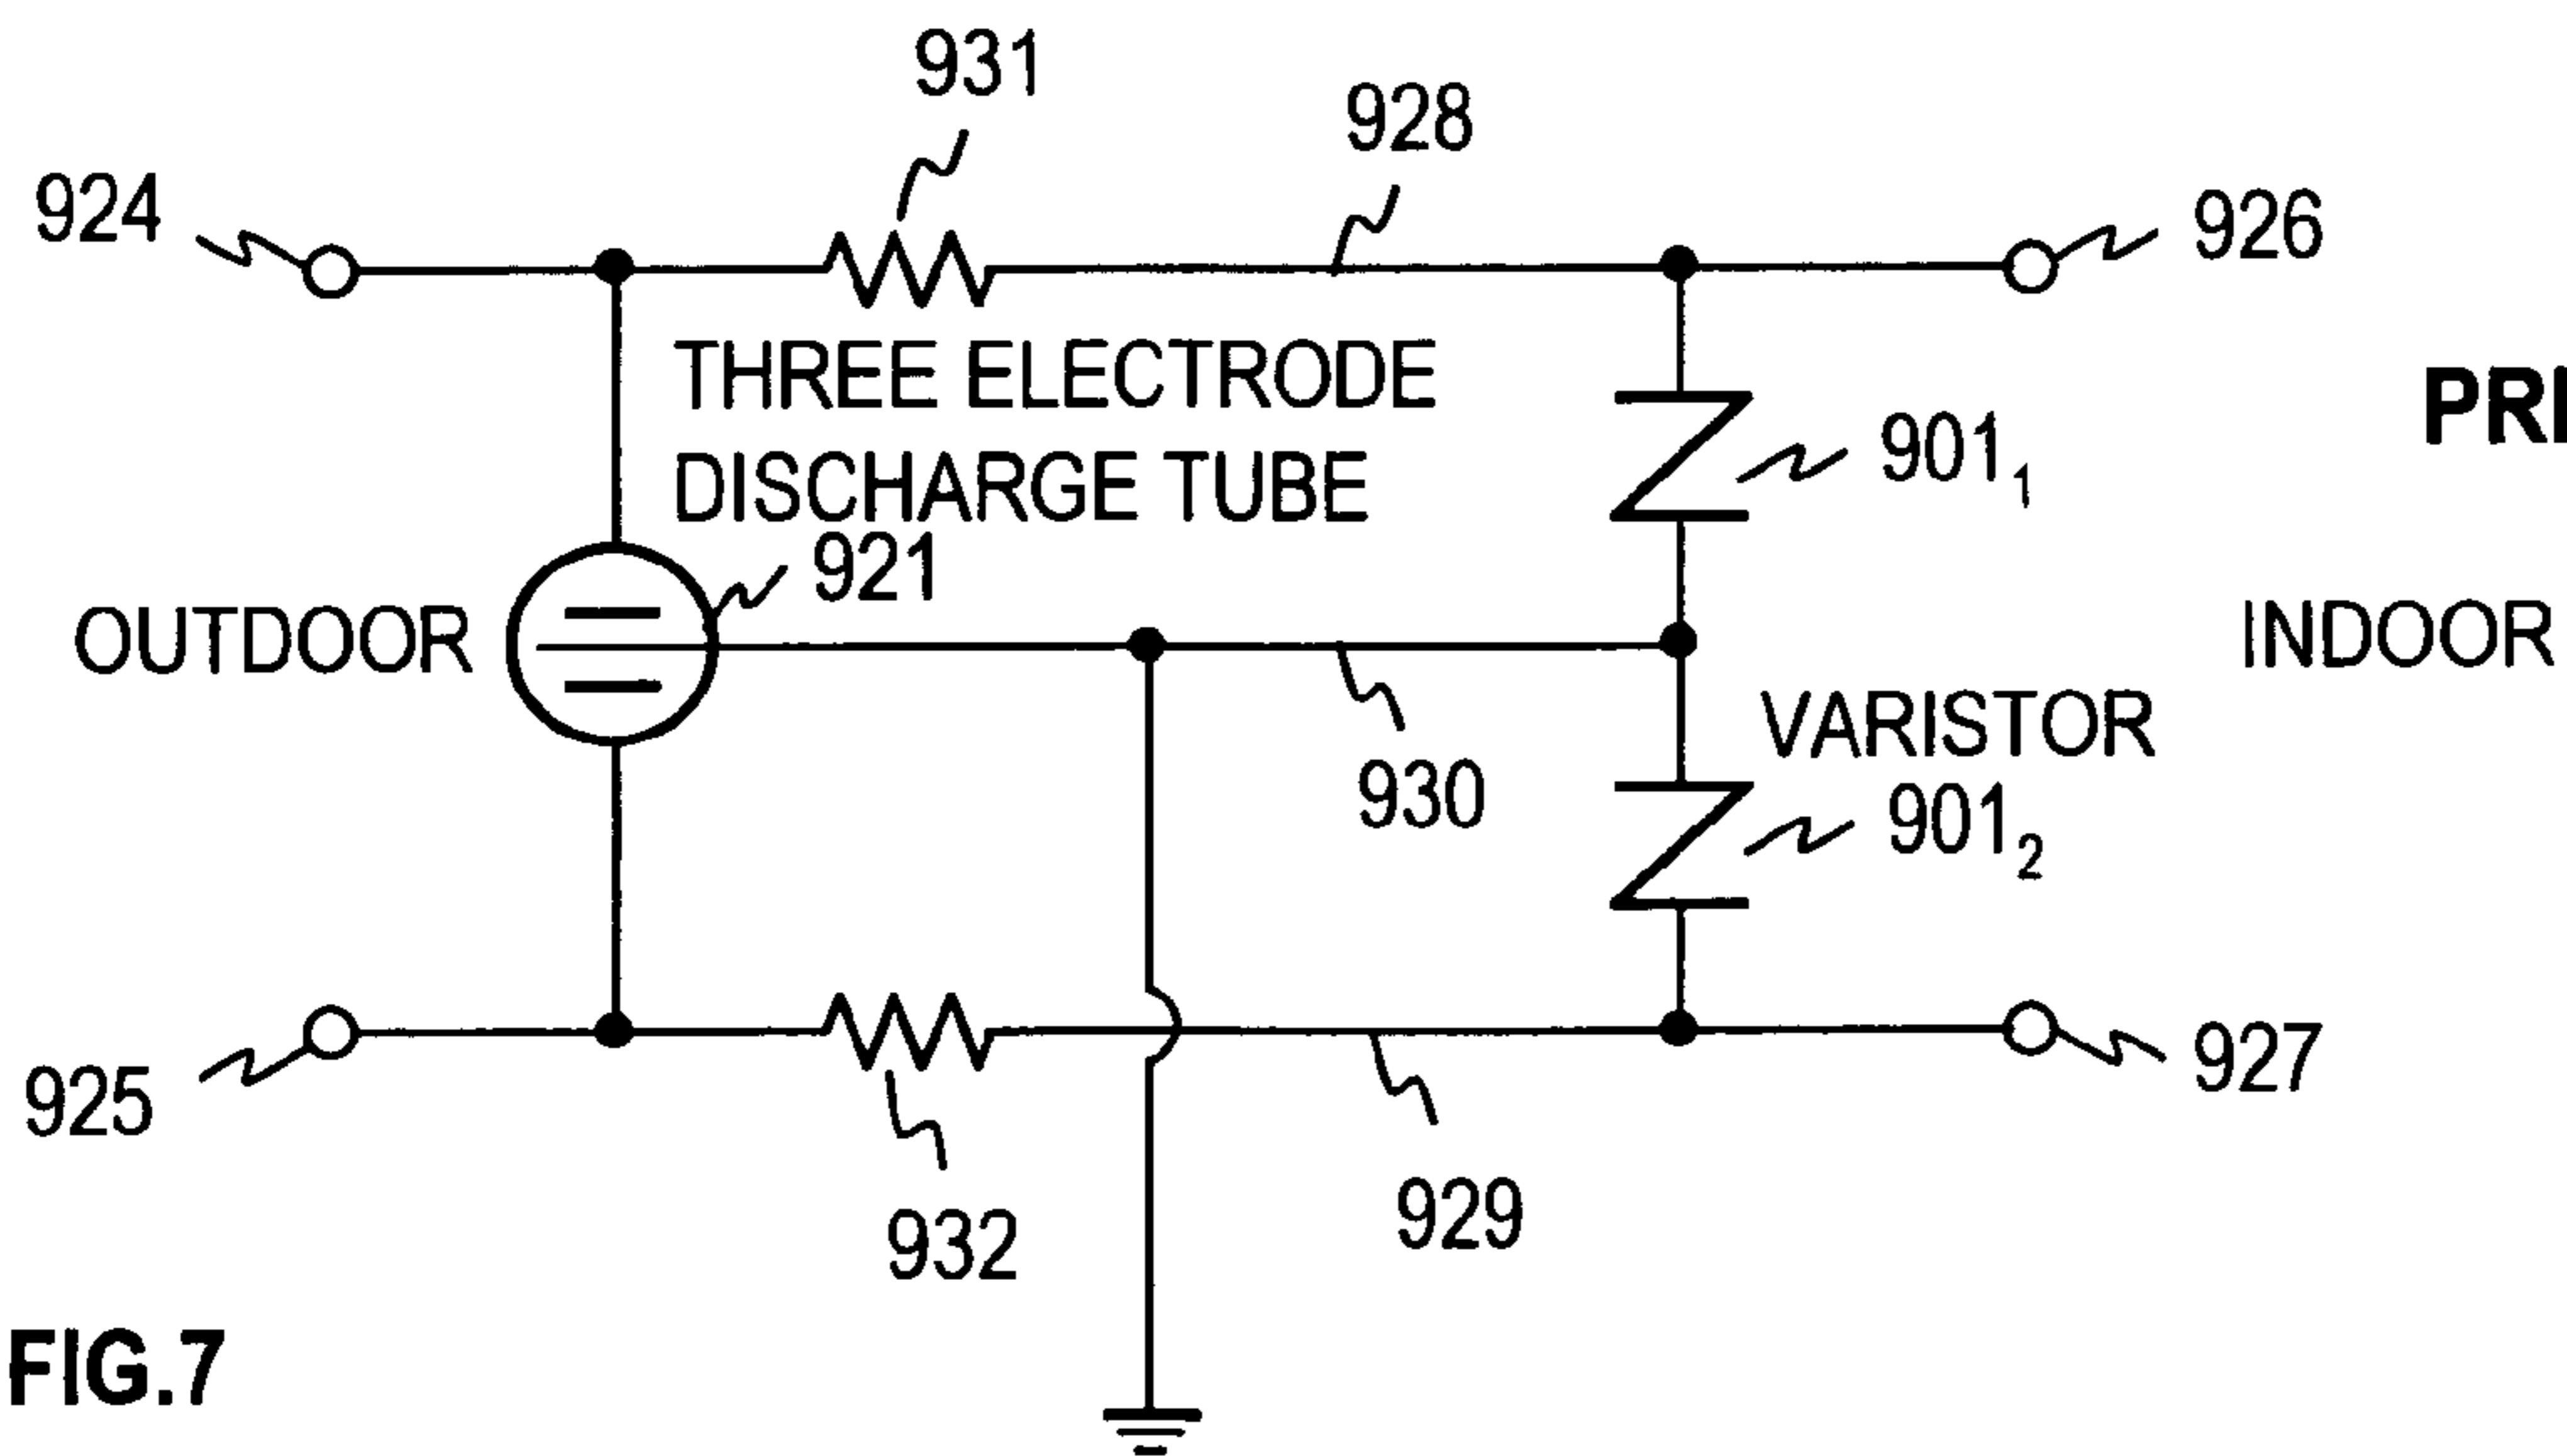 931
928
924
926
THREE ELECTRODE
DISCHARGE TUBE
PRI
901₁
921
OUTDOOR
INDOOR
VARISTOR
930
901₂
925
927
932
929
FIG.7